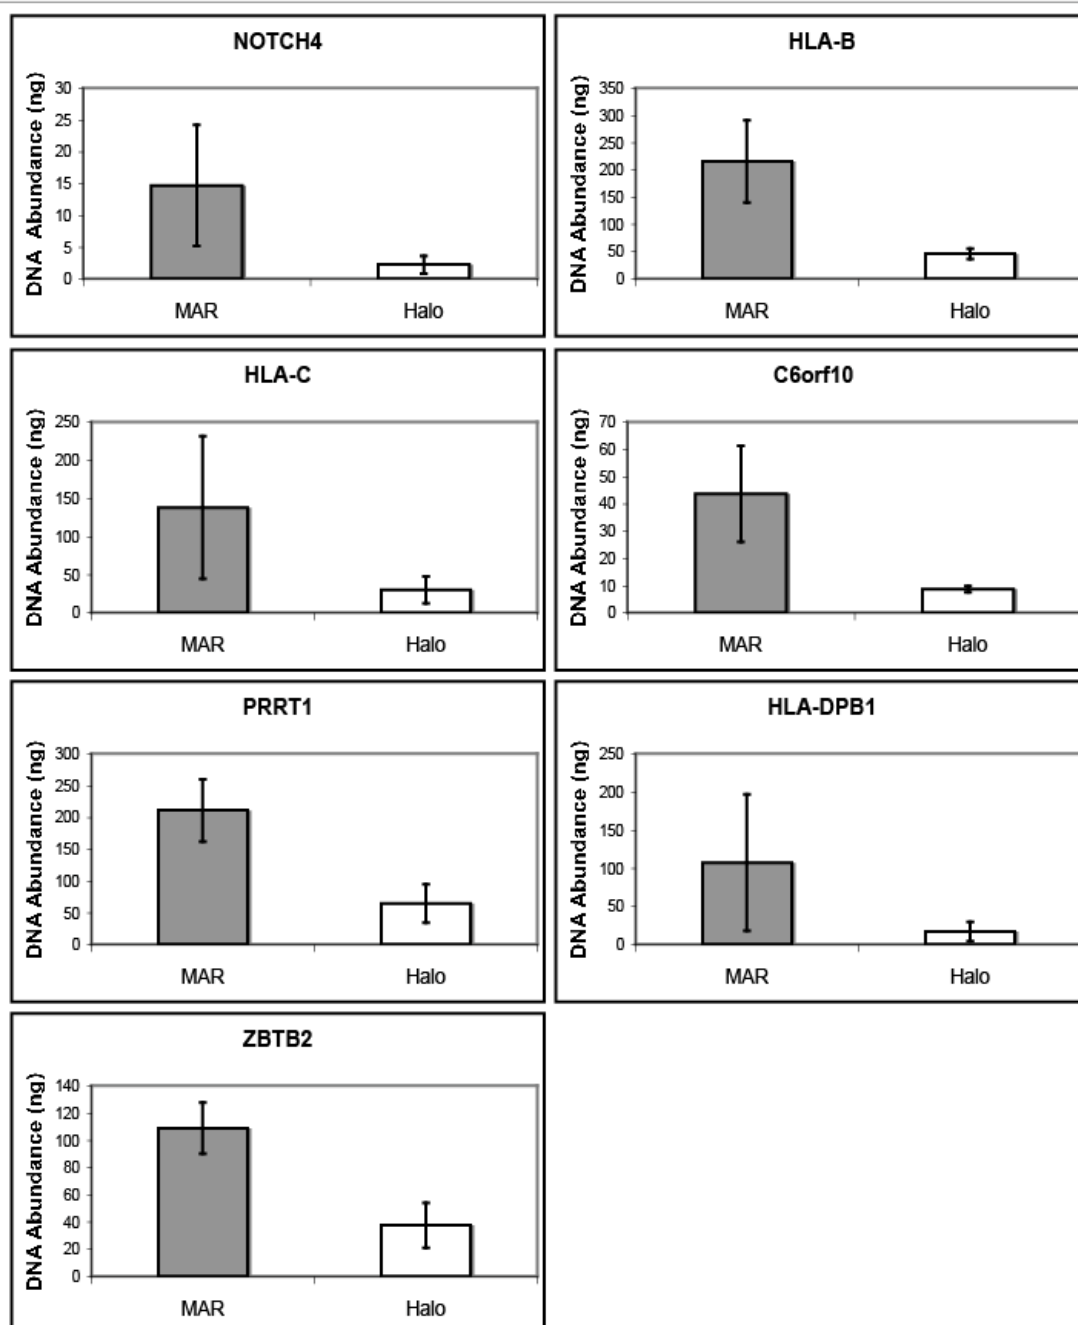 NOTCH4
DNA Abundance (ng)
30
25
20
15
10
5
0
MAR Halo
HLA-B
DNA Abundance (ng)
350
300
250
200
150
100
50
0
MAR Halo
HLA-C
DNA Abundance (ng)
250
200
150
100
50
0
MAR Halo
C6orf10
DNA Abundance (ng)
70
60
50
40
30
20
10
0
MAR Halo
PRRT1
DNA Abundance (ng)
300
250
200
150
100
50
0
MAR Halo
HLA-DPB1
DNA Abundance (ng)
250
200
150
100
50
0
MAR Halo
ZBTB2
DNA Abundance (ng)
140
120
100
80
60
40
20
0
MAR Halo